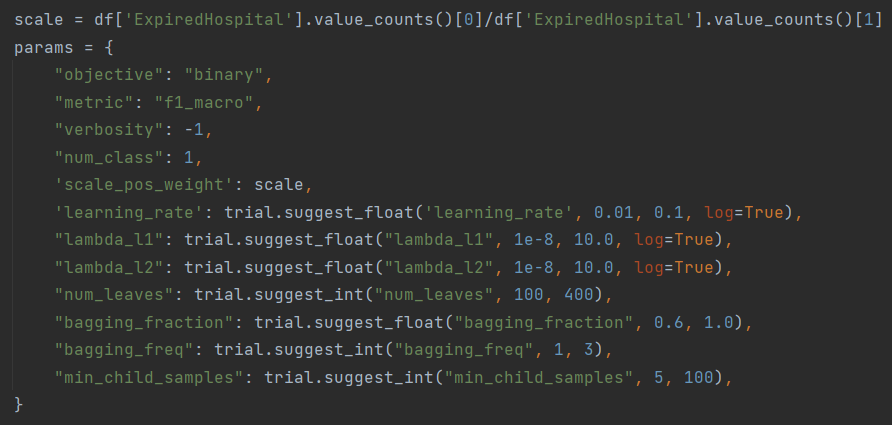 scale = df['ExpiredHospital'].value_counts()[0]/df['ExpiredHospital'].value_counts()[1]
params = {
    "objective": "binary",
    "metric": "f1_macro",
    "verbosity": -1,
    "num_class": 1,
    'scale_pos_weight': scale,
    'learning_rate': trial.suggest_float('learning_rate', 0.01, 0.1, log=True),
    "lambda_l1": trial.suggest_float("lambda_l1", 1e-8, 10.0, log=True),
    "lambda_l2": trial.suggest_float("lambda_l2", 1e-8, 10.0, log=True),
    "num_leaves": trial.suggest_int("num_leaves", 100, 400),
    "bagging_fraction": trial.suggest_float("bagging_fraction", 0.6, 1.0),
    "bagging_freq": trial.suggest_int("bagging_freq", 1, 3),
    "min_child_samples": trial.suggest_int("min_child_samples", 5, 100),
}